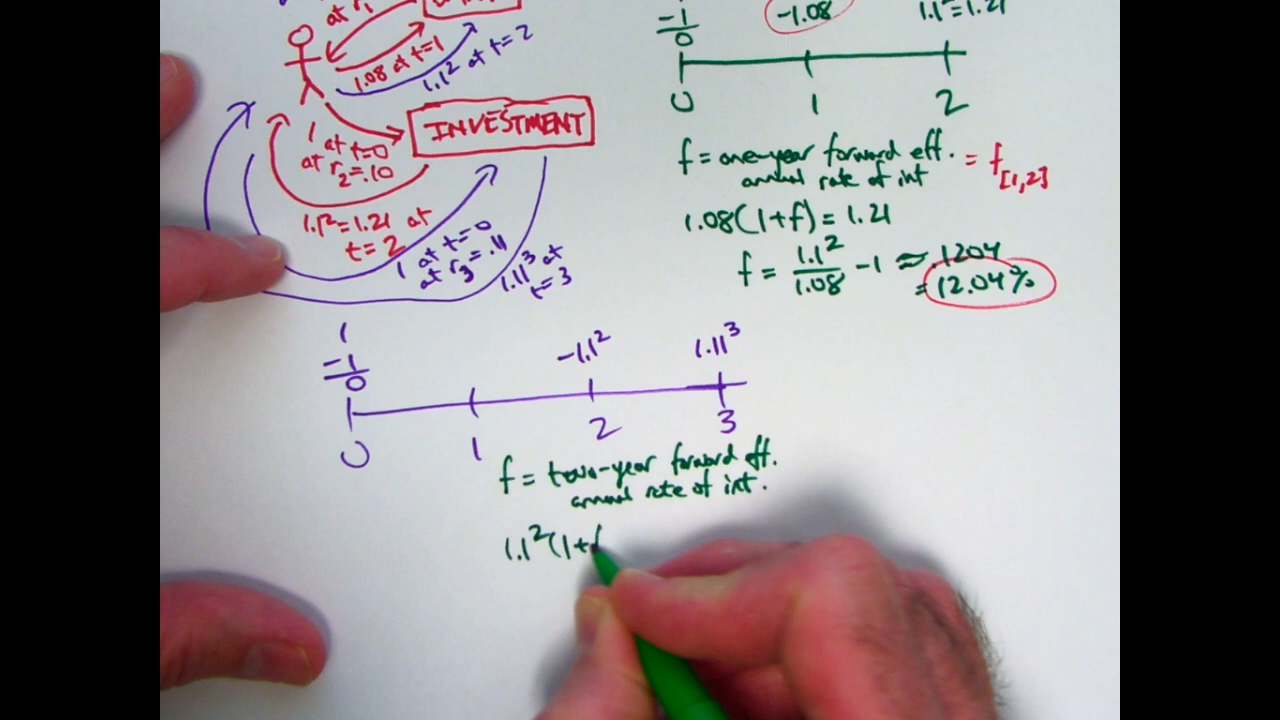 at r1
1.08 at t=1
1.1² at t=2
INVESTMENT
1 at t=0
at r2=.10
1.1²=1.21 at
t=2
1 at t=0
at r3=.11
1.11³ at
t=3
-1
0
-1.08
1.1²=1.21
0 1 2
f = one-year forward eff. = f[1,2]
annual rate of int
1.08(1+f) = 1.21
f = 1.1²/1.08 -1 ≈ .1204
= 12.04%
1
-1
0
-1.1²
1.11³
0 1 2 3
f = two-year forward eff.
annual rate of int.
1.1²(1+f